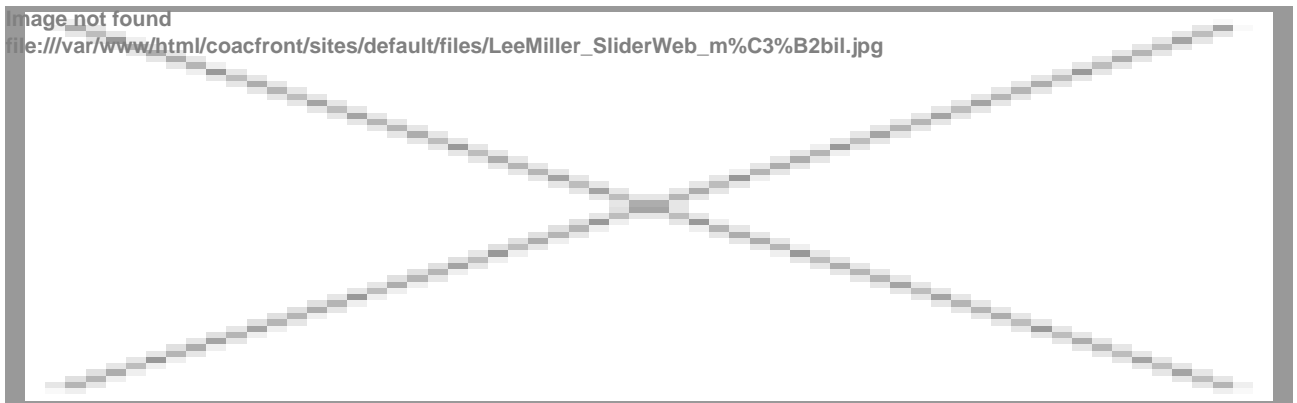 Image not found
file:///var/www/html/coacfront/sites/default/files/LeeMiller_SliderWeb_m%C3%B2bil.jpg